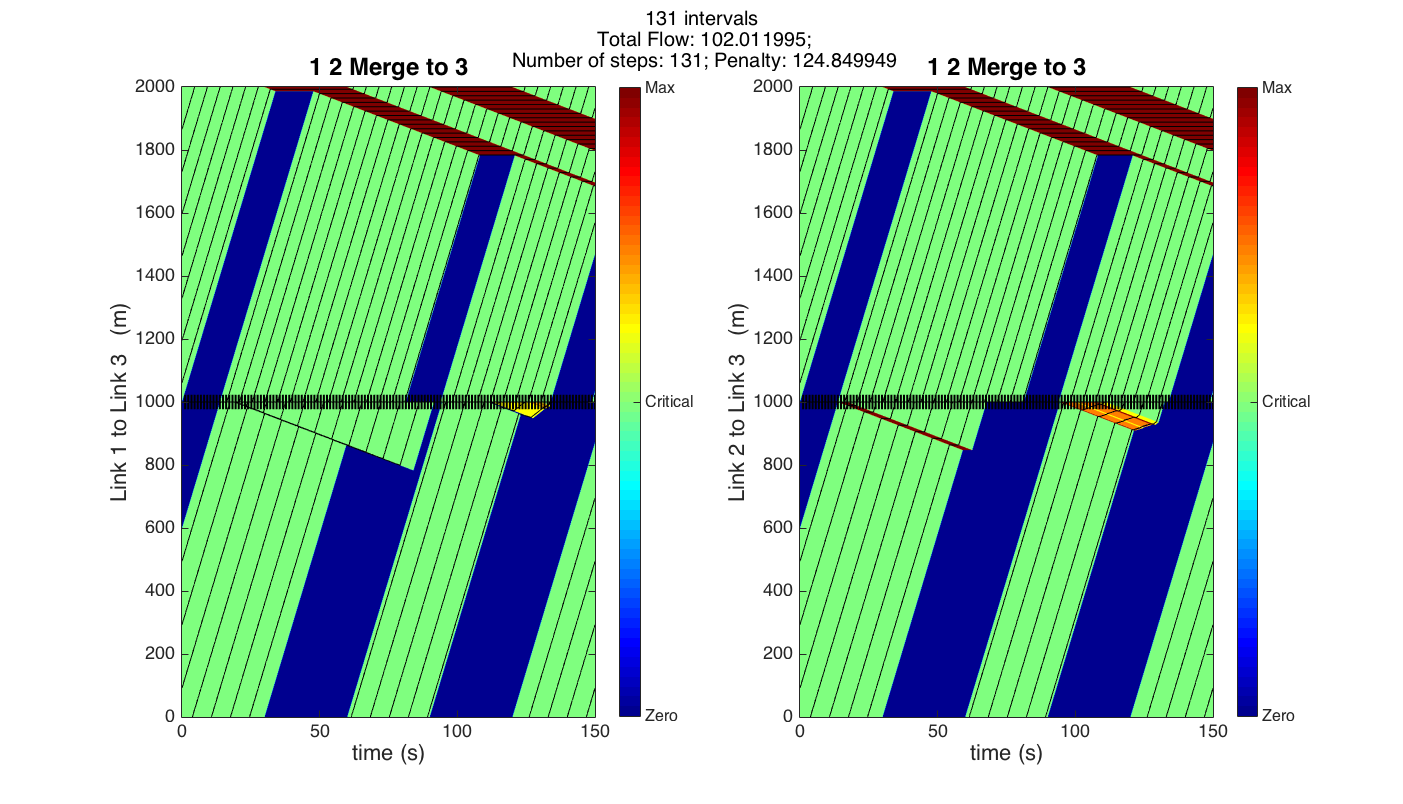 131 intervals
Total Flow: 102.011995;
Number of steps: 131; Penalty: 124.849949
1 2 Merge to 3
2000
1800
1600
1400
1200
1000
800
600
400
200
0
Link 1 to Link 3 (m)
0 50 100 150
time (s)
Max
Critical
Zero
1 2 Merge to 3
2000
1800
1600
1400
1200
1000
800
600
400
200
0
Link 2 to Link 3 (m)
0 50 100 150
time (s)
Max
Critical
Zero